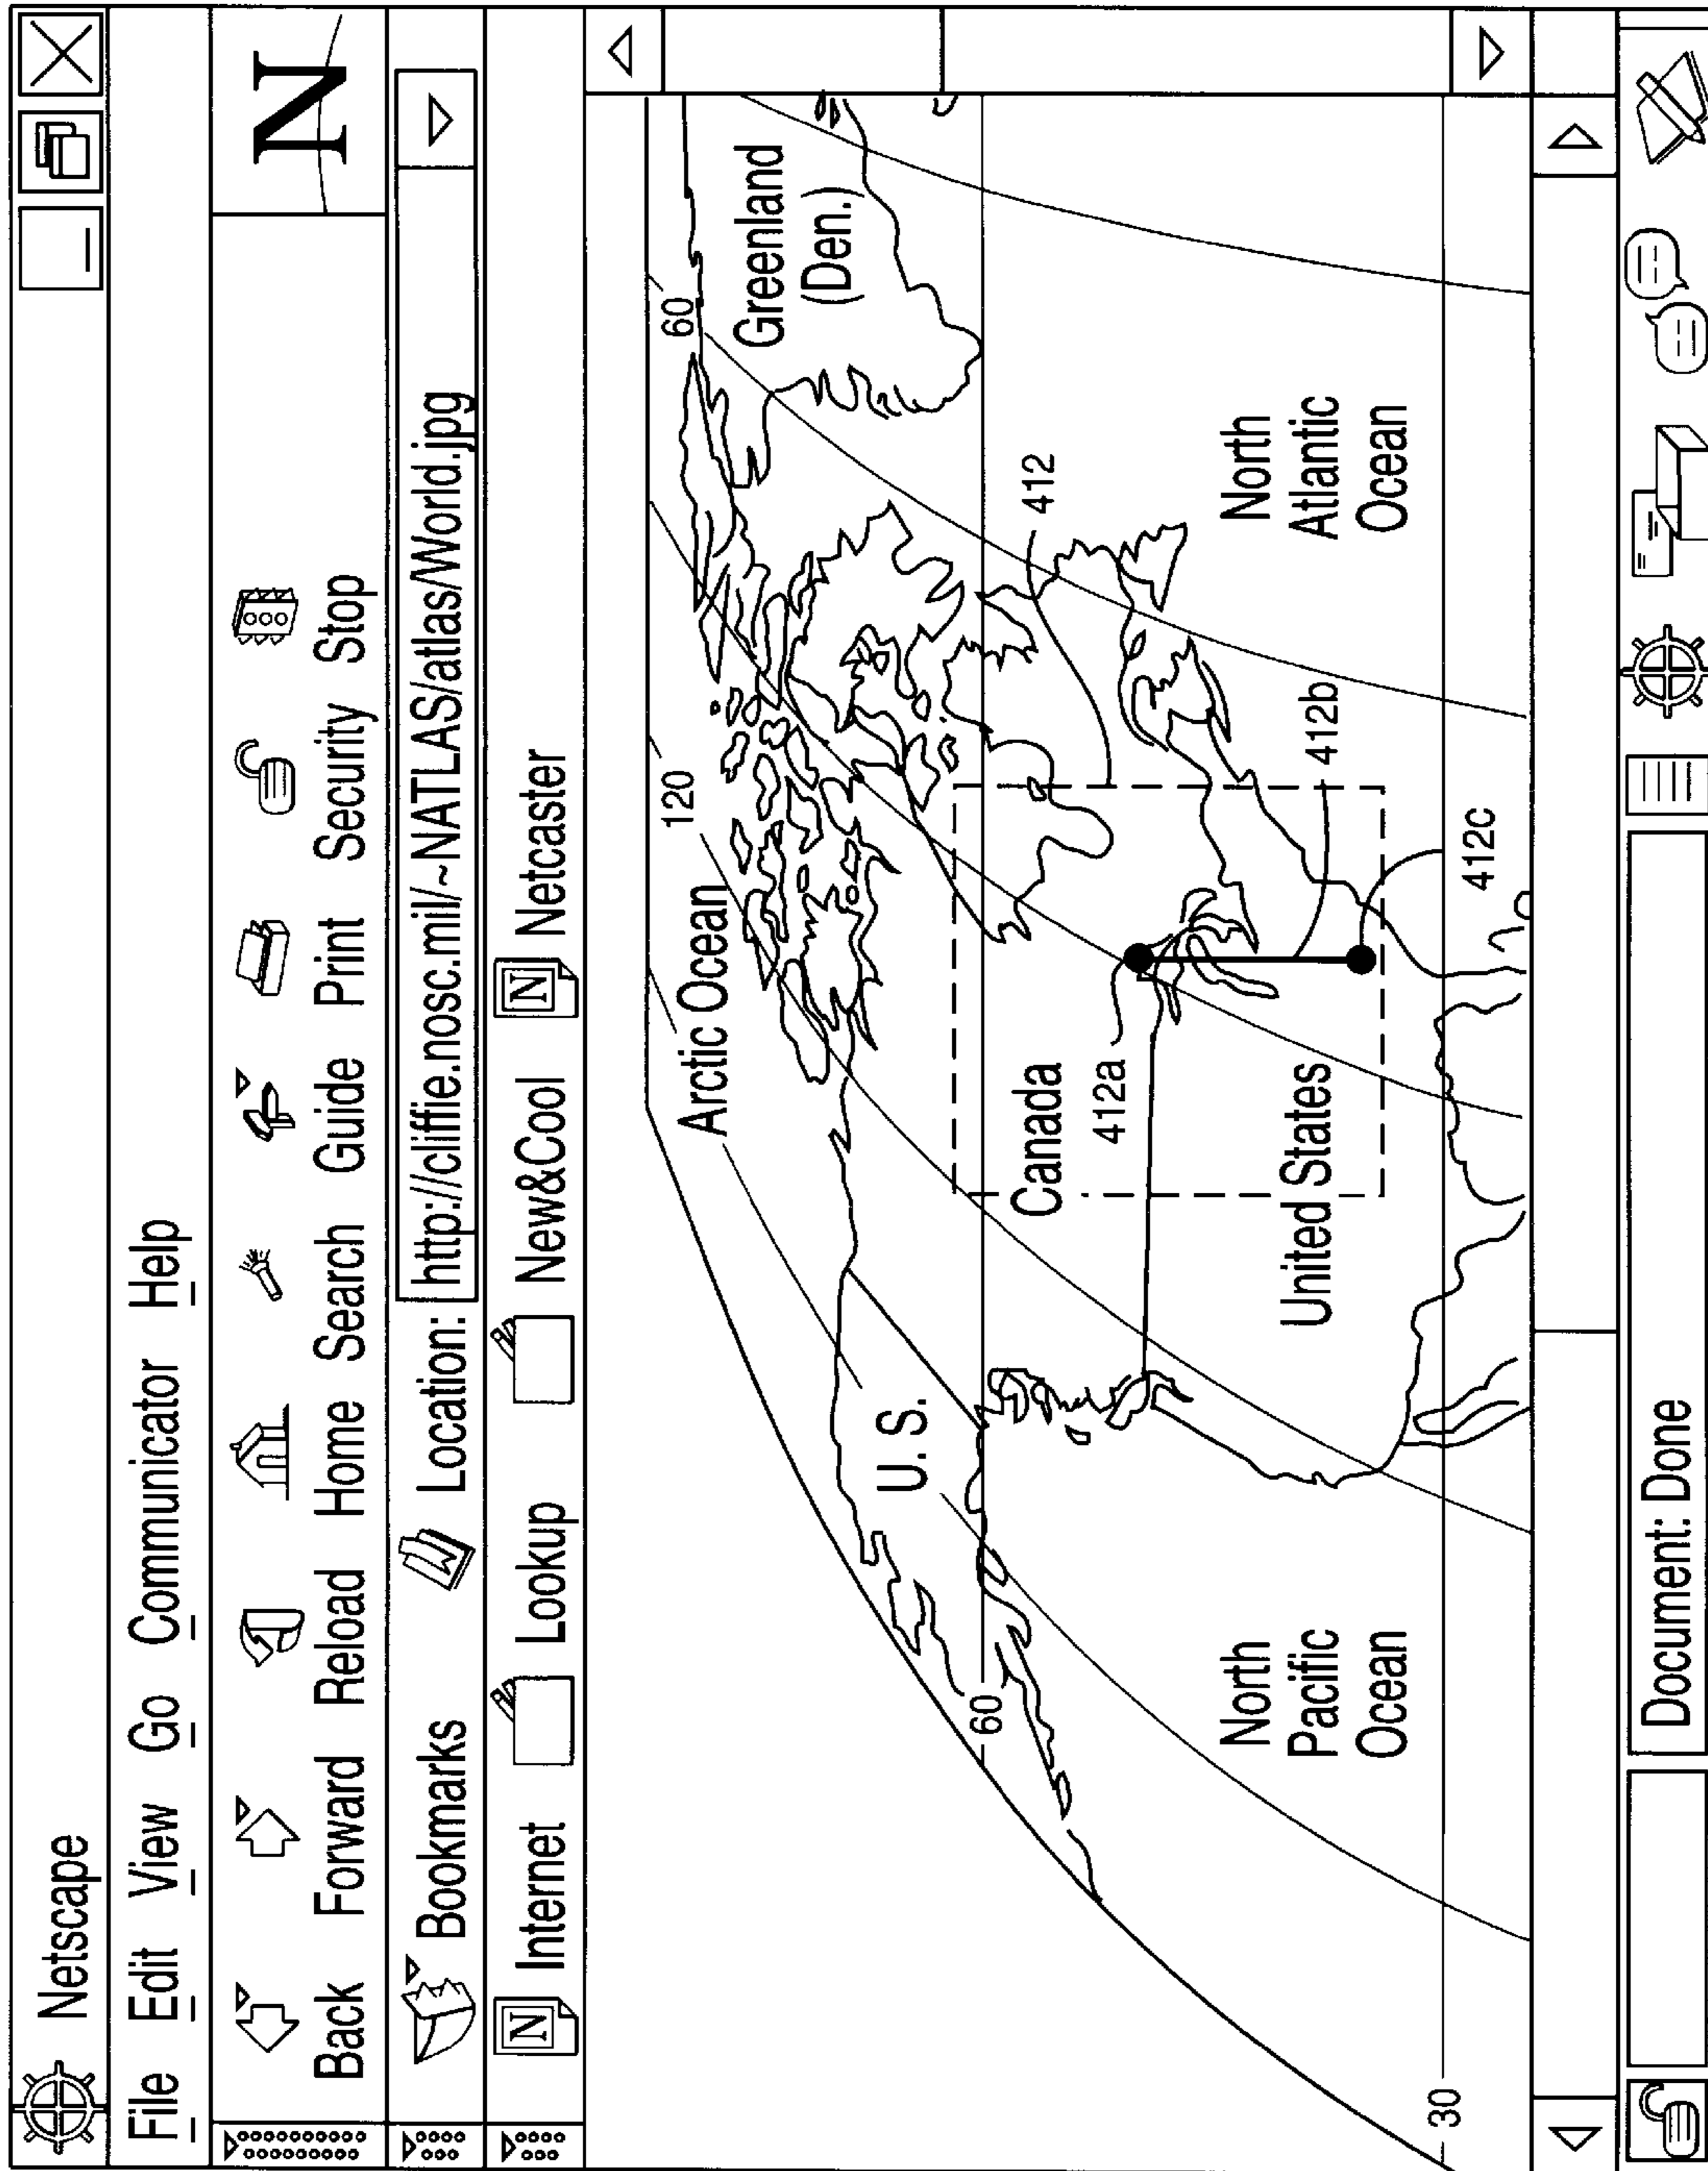 Netscape
File Edit View Go Communicator Help
N
Back Forward Reload Home Search Guide Print Security Stop
Bookmarks Location: http://cliffie.nosc.mil/~NATLAS/atlas/World.jpg
N Internet Lookup New&Cool N Netcaster
Arctic Ocean
120
60
Greenland
(Den.)
U. S.
60
412
Canada
412a
North
Pacific
Ocean
United States
412b
North
Atlantic
Ocean
30
412c
Document: Done